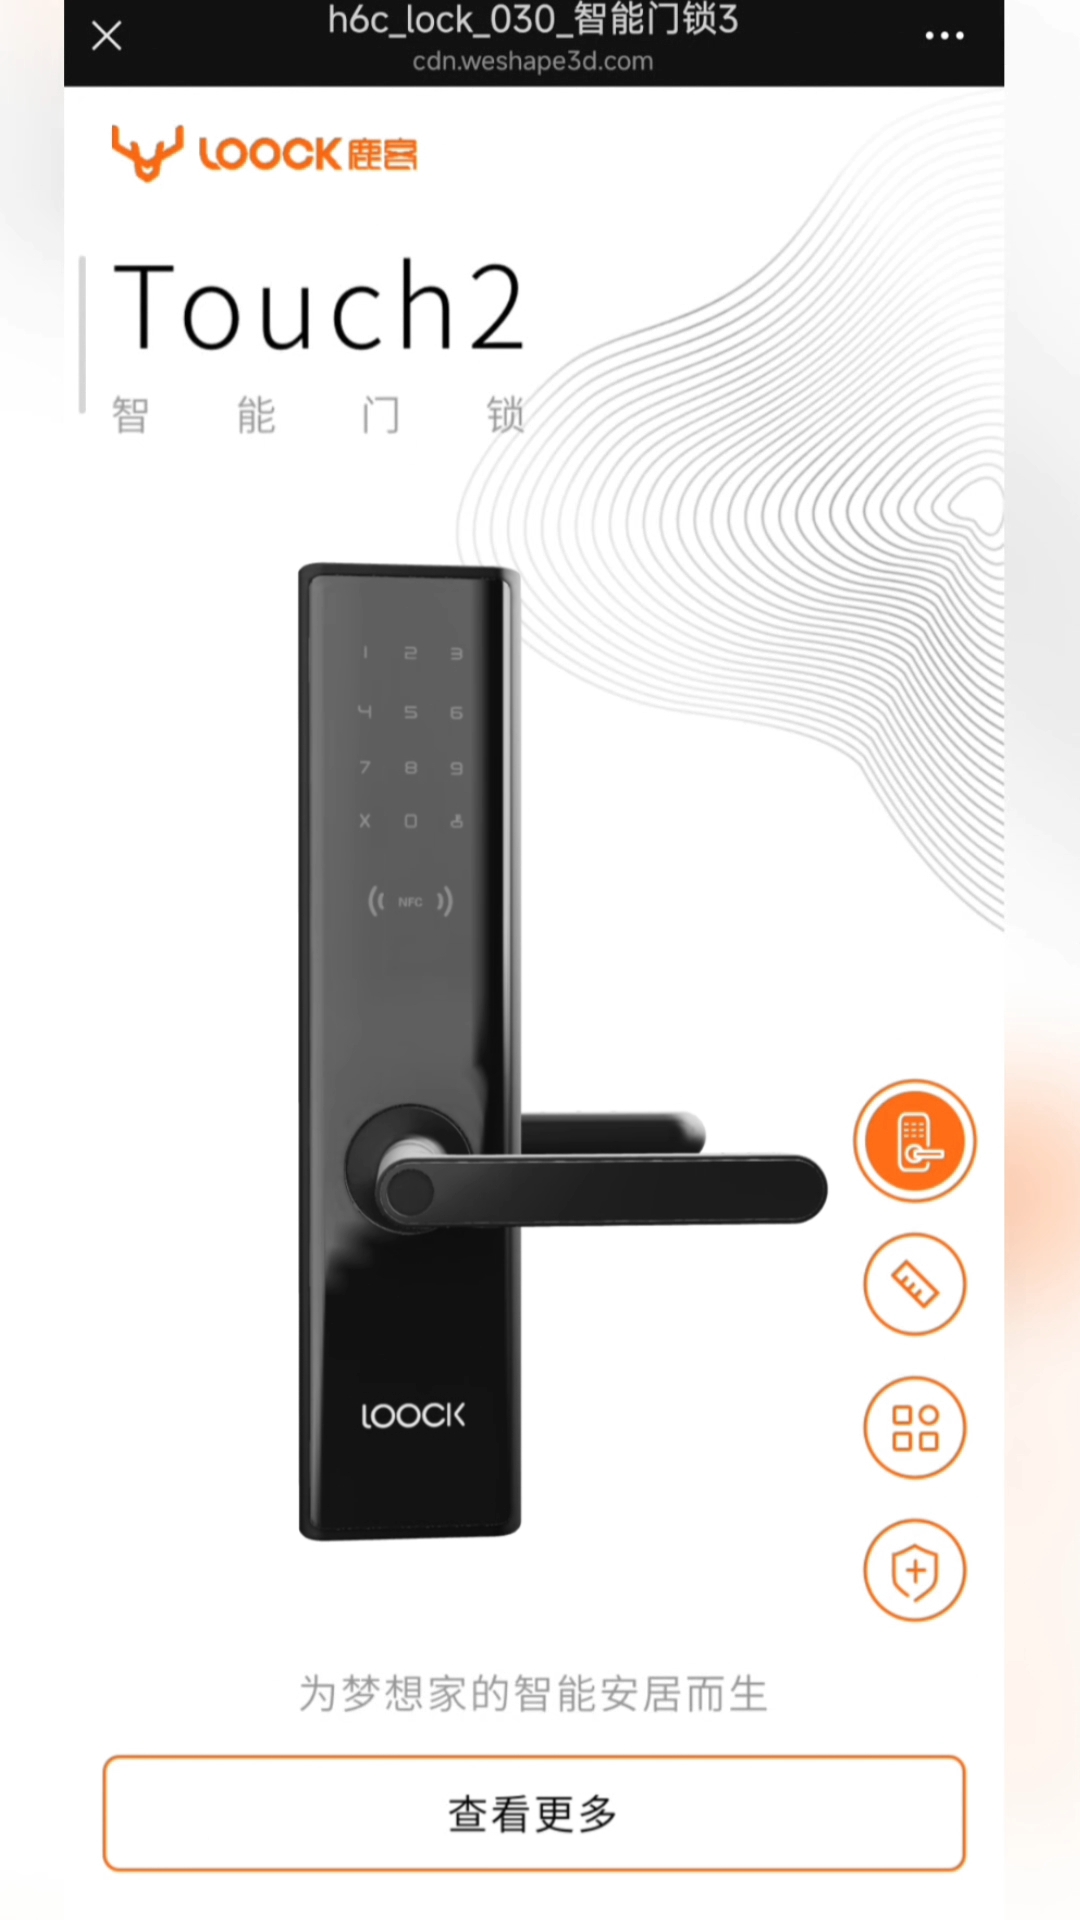 h6c_lock_030_智能门锁3
cdn.weshape3d.com
LOOCK鹿客
Touch2
智能门锁
1 2 3
4 5 6
7 8 9
X 0
NFC
LOOCK
为梦想家的智能安居而生
查看更多